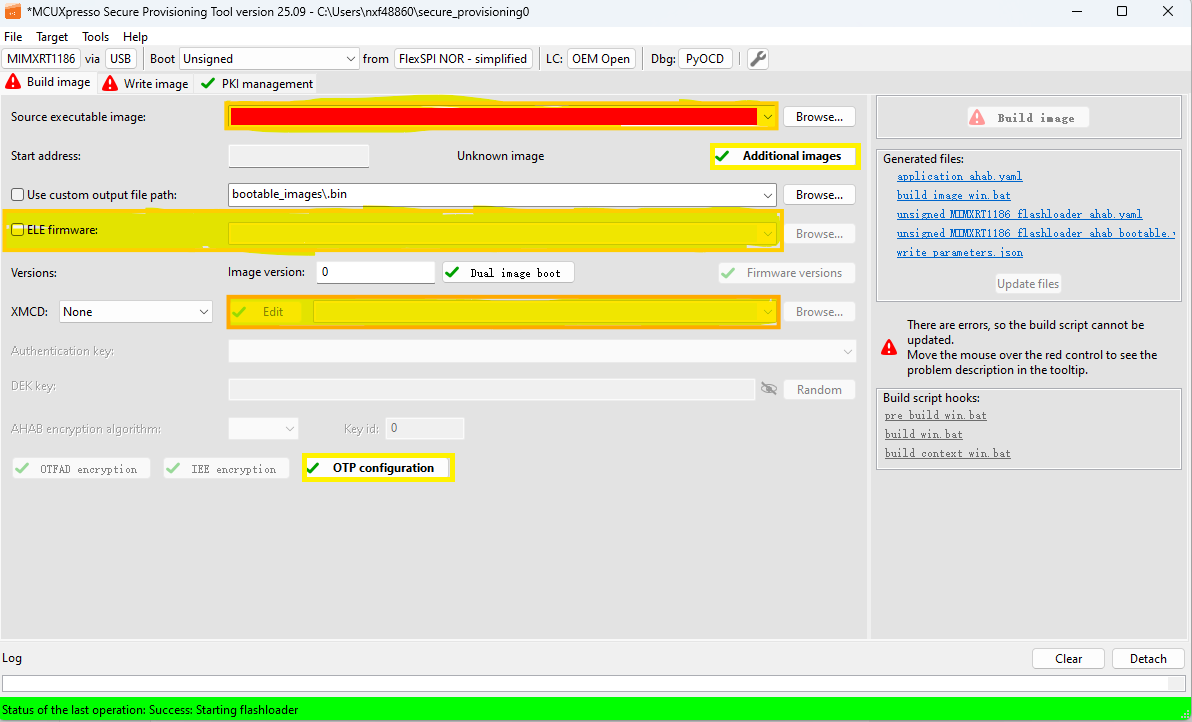 *MCUXpresso Secure Provisioning Tool version 25.09 - C:\Users\nxf48860\secure_provisioning0
File Target Tools Help
MIMXRT1186 via USB Boot Unsigned from FlexSPI NOR - simplified LC: OEM Open Dbg: PyOCD
Build image Write image PKI management
Source executable image: Browse...
Start address: Unknown image Additional images
Use custom output file path: bootable_images\.bin Browse...
ELE firmware: Browse...
Versions: Image version: 0 Dual image boot Firmware versions
XMCD: None Edit Browse...
Authentication key:
DEK key: Random
AHAB encryption algorithm: Key id: 0
OTFAD encryption IEE encryption OTP configuration
Build image
Generated files:
application_ahab.yaml
build_image_win.bat
unsigned_MIMXRT1186_flashloader_ahab.yaml
unsigned_MIMXRT1186_flashloader_ahab_bootable.y
write_parameters.json
Update files
There are errors, so the build script cannot be
updated.
Move the mouse over the red control to see the
problem description in the tooltip.
Build script hooks:
pre_build_win.bat
build_win.bat
build_context_win.bat
Log Clear Detach
Status of the last operation: Success: Starting flashloader